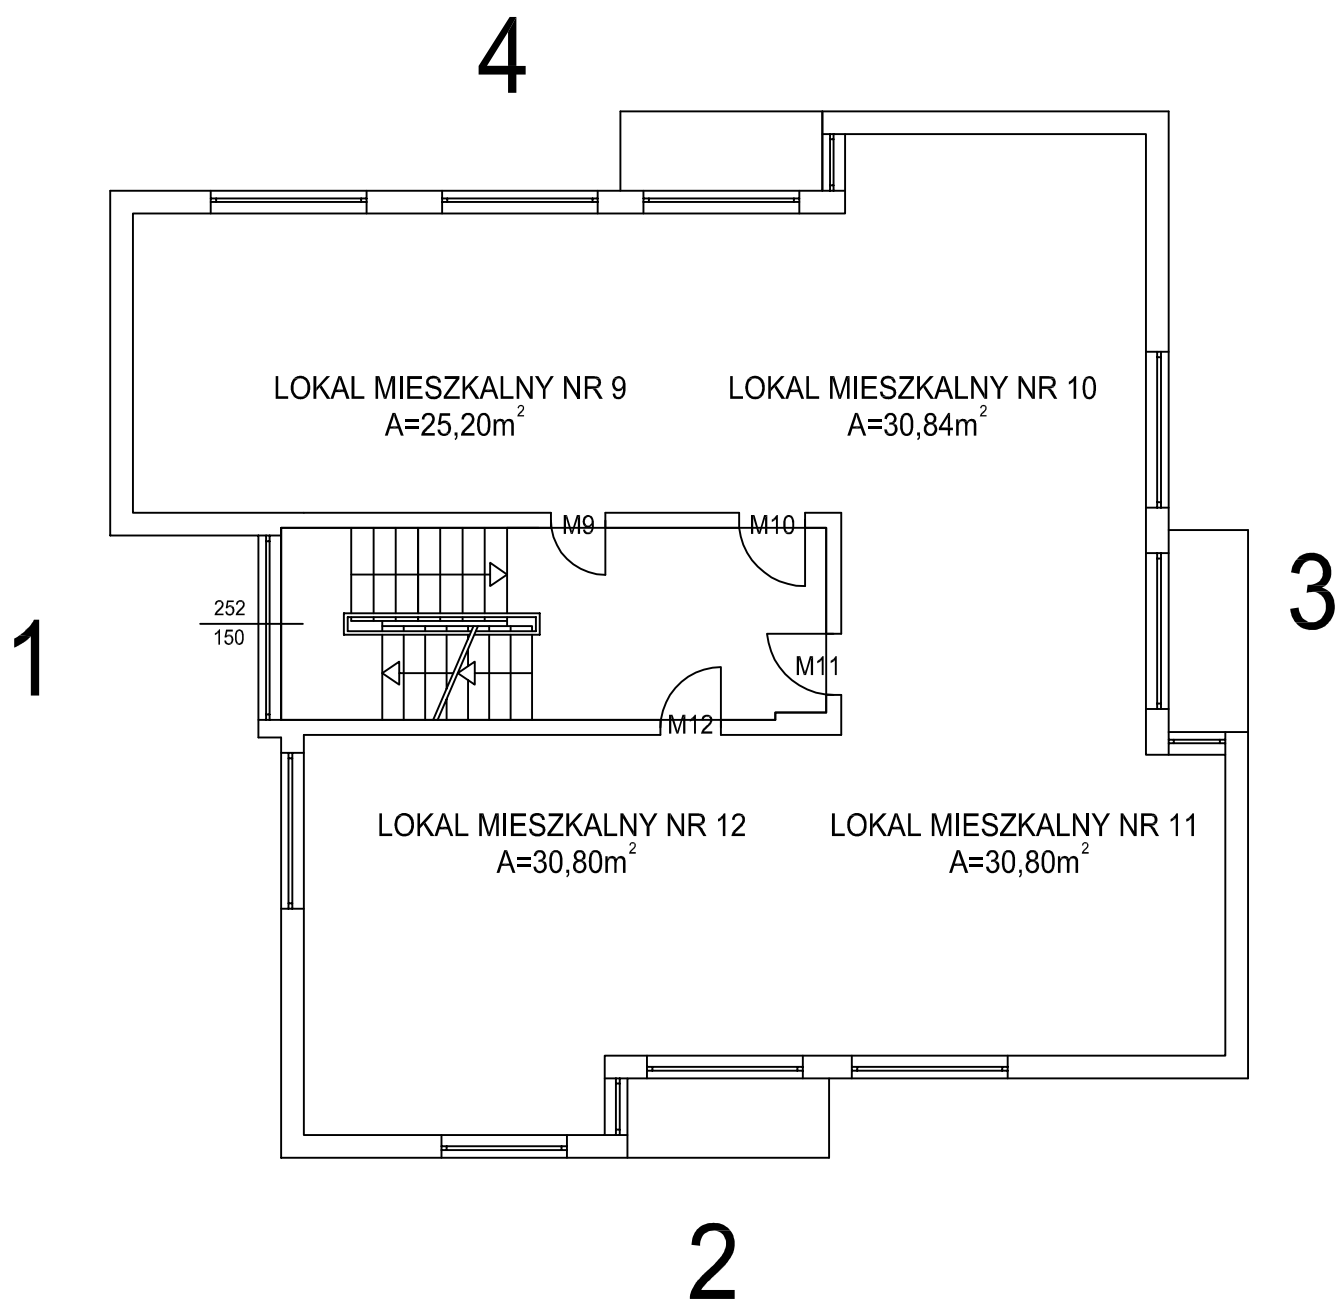 4
LOKAL MIESZKALNY NR 9
A=25,20m²
LOKAL MIESZKALNY NR 10
A=30,84m²
M9
M10
3
252
150
1
M11
M12
LOKAL MIESZKALNY NR 12
A=30,80m²
LOKAL MIESZKALNY NR 11
A=30,80m²
2